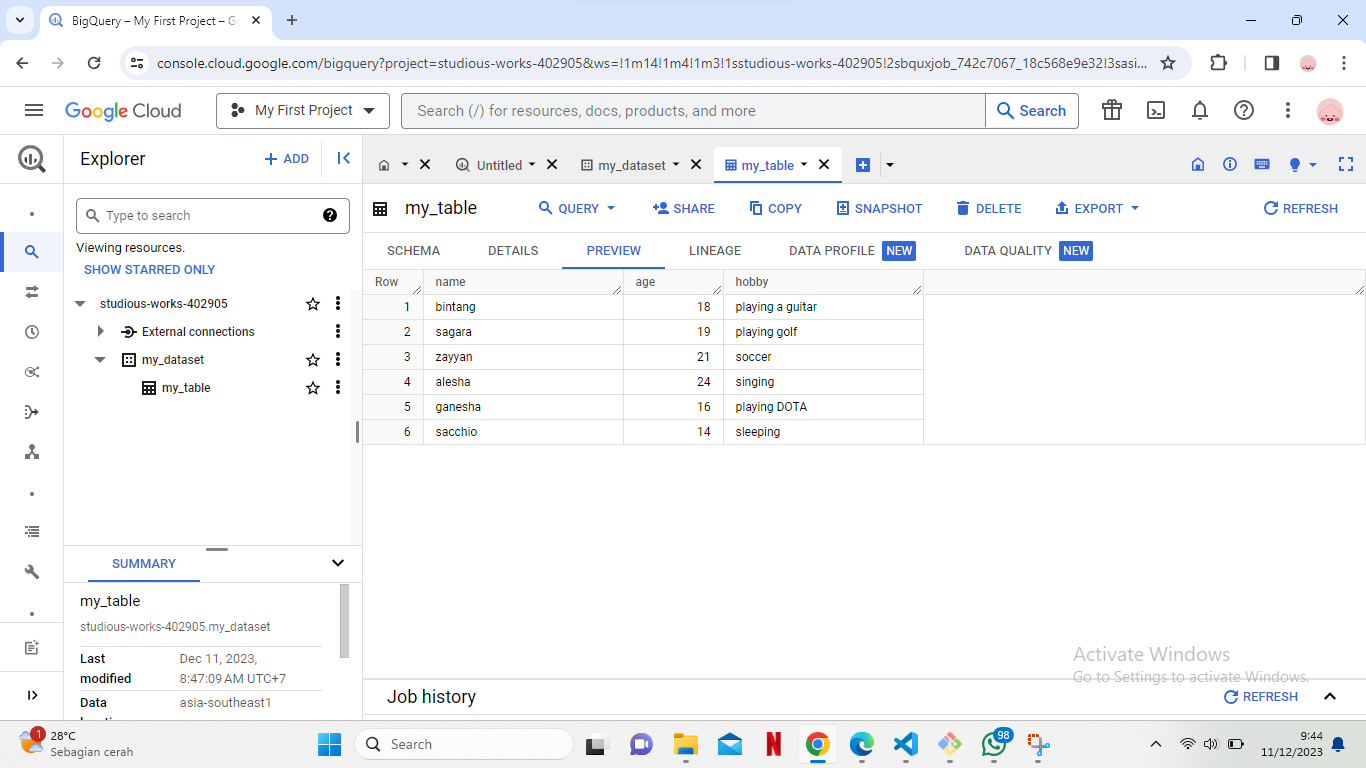 BigQuery – My First Project – G
console.cloud.google.com/bigquery?project=studious-works-402905&ws=!1m14!1m4!1m3!1sstudious-works-402905!2sbquxjob_742c7067_18c568e9e32!3sasi...
Google Cloud
My First Project
Search (/) for resources, docs, products, and more
Search
Explorer
+ ADD
Untitled
my_dataset
my_table
Type to search
Viewing resources.
SHOW STARRED ONLY
studious-works-402905
External connections
my_dataset
my_table
my_table
QUERY
SHARE
COPY
SNAPSHOT
DELETE
EXPORT
REFRESH
SCHEMA
DETAILS
PREVIEW
LINEAGE
DATA PROFILE NEW
DATA QUALITY NEW
Row name age hobby
1 bintang 18 playing a guitar
2 sagara 19 playing golf
3 zayyan 21 soccer
4 alesha 24 singing
5 ganesha 16 playing DOTA
6 sacchio 14 sleeping
SUMMARY
my_table
studious-works-402905.my_dataset
Last modified Dec 11, 2023, 8:47:09 AM UTC+7
Data asia-southeast1
Activate Windows
Go to Settings to activate Windows.
Job history
REFRESH
1
28°C
Sebagian cerah
Search
98
9:44
11/12/2023